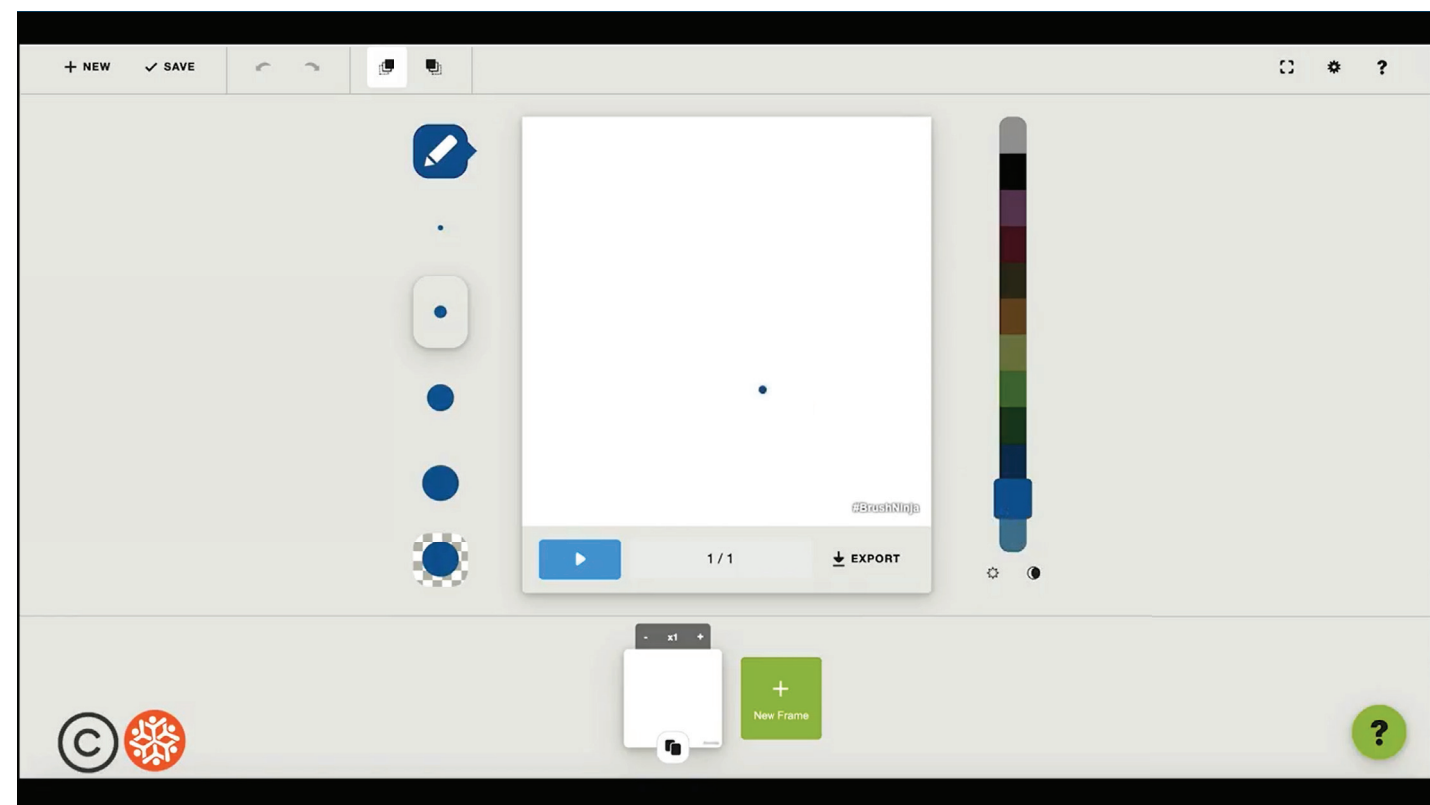 + NEW
✓ SAVE
?
#BrushNinja
1 / 1
EXPORT
- x1 +
+
New Frame
©
?